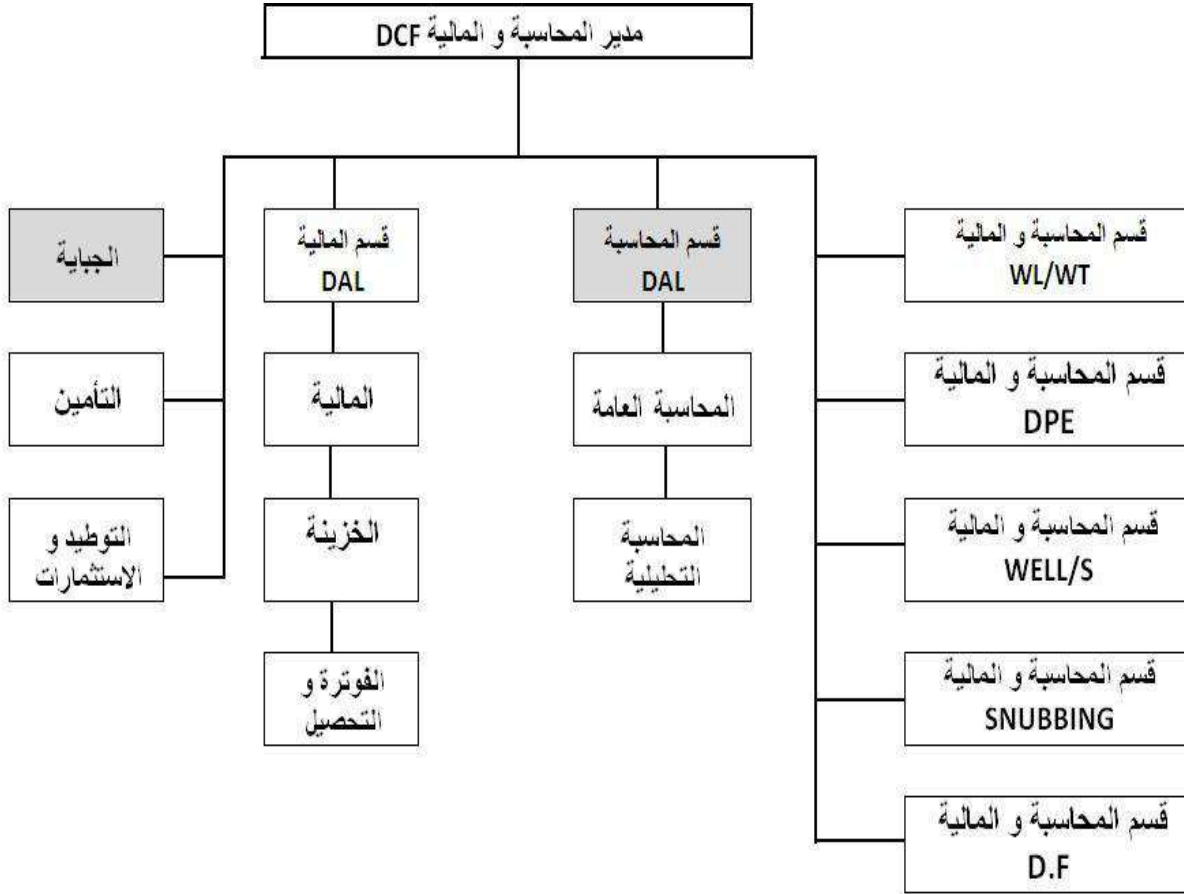 مدير المحاسبة و المالية DCF
قسم المحاسبة و المالية
WL/WT
قسم المحاسبة
DAL
قسم المالية
DAL
الجباية
قسم المحاسبة و المالية
DPE
المحاسبة العامة
المالية
التأمين
قسم المحاسبة و المالية
WELL/S
المحاسبة
التحليلية
الخزينة
التوطيد و
الاستثمارات
قسم المحاسبة و المالية
SNUBBING
الفوترة و
التحصيل
قسم المحاسبة و المالية
D.F